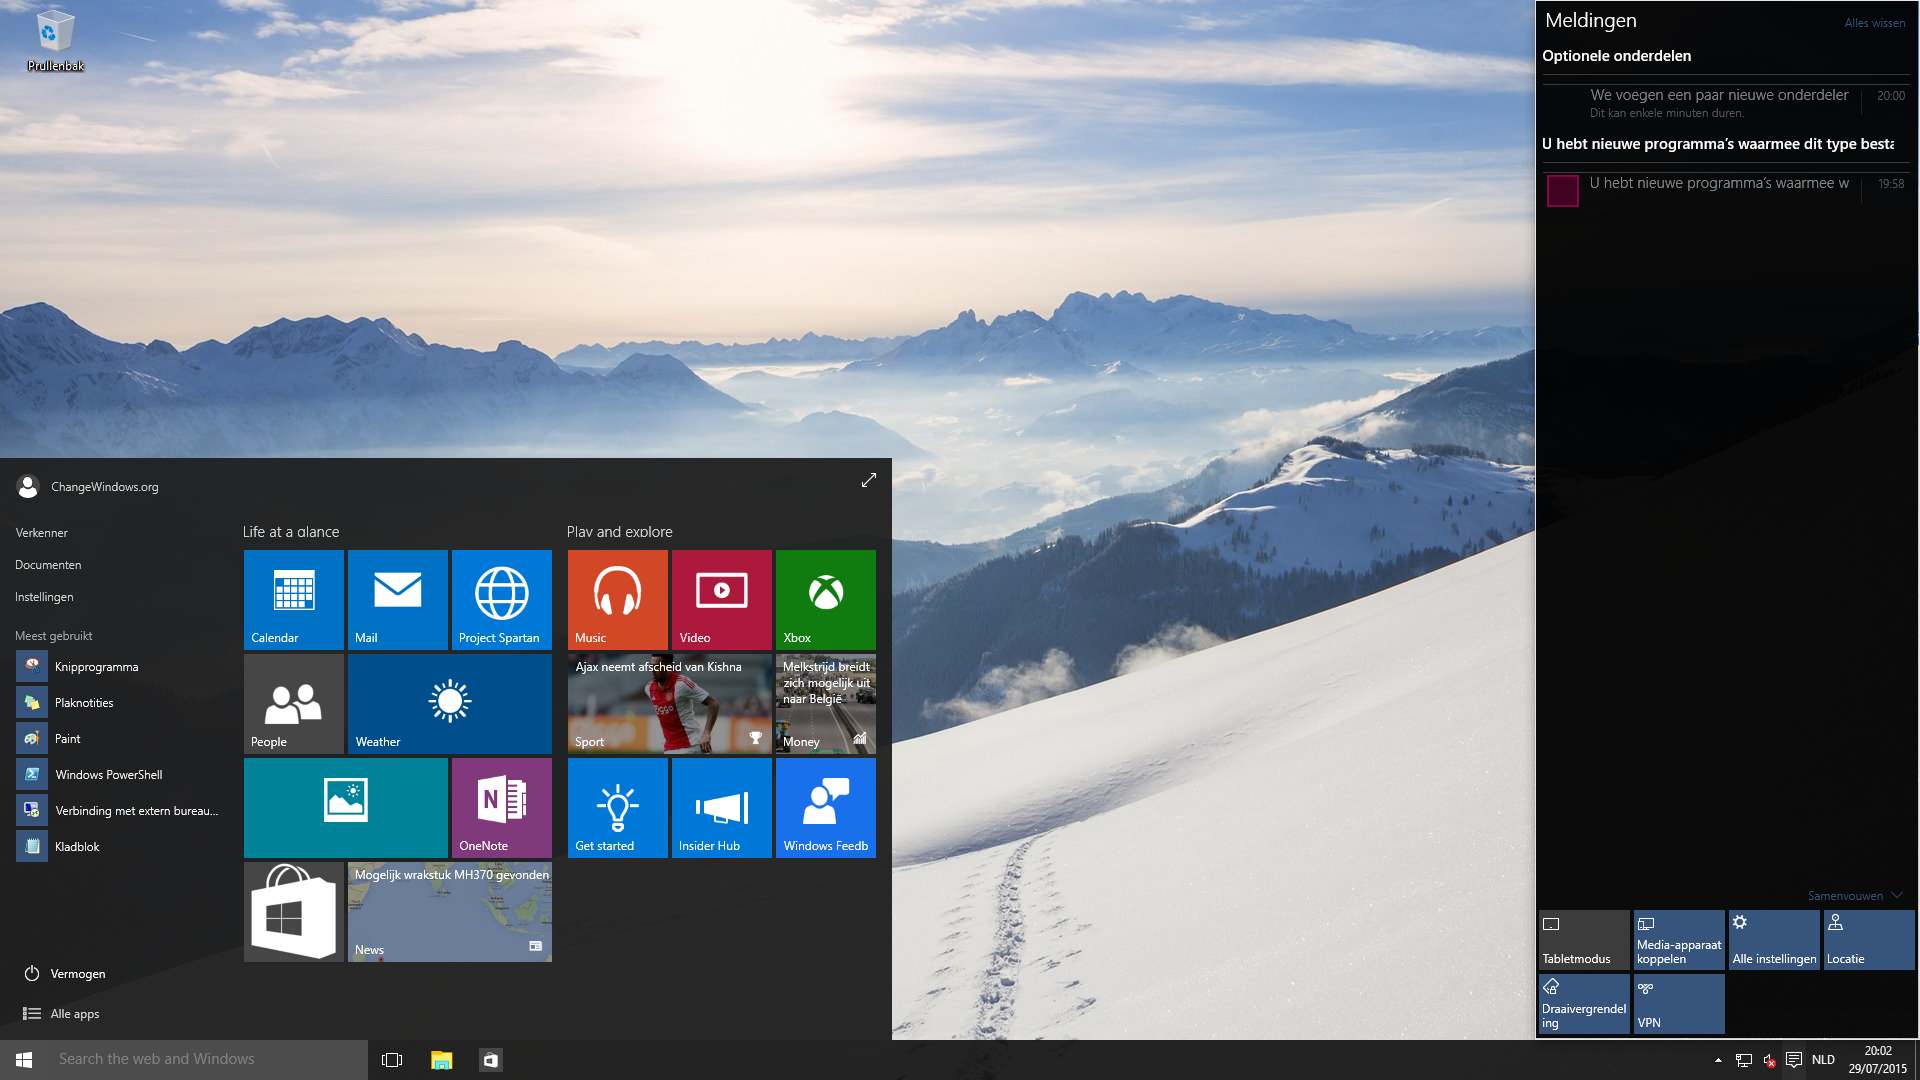 Prullenbak
Meldingen
Alles wissen
Optionele onderdelen
We voegen een paar nieuwe onderdeler
20:00
Dit kan enkele minuten duren.
U hebt nieuwe programma's waarmee dit type besta
U hebt nieuwe programma's waarmee w
19:58
ChangeWindows.org
Verkenner
Documenten
Instellingen
Meest gebruikt
Knipprogramma
Plaknotities
Paint
Windows PowerShell
Verbinding met extern bureau...
Kladblok
Vermogen
Alle apps
Life at a glance
Calendar
Mail
Project Spartan
People
Weather
OneNote
Mogelijk wrakstuk MH370 gevonden
News
Play and explore
Music
Video
Xbox
Ajax neemt afscheid van Kishna
Sport
Melkstrijd breidt
zich mogelijk uit
naar België
Money
Get started
Insider Hub
Windows Feedb
Samenvouwen
Tabletmodus
Media-apparaat
koppelen
Alle instellingen
Locatie
Draaivergrendel
ing
VPN
Search the web and Windows
NLD
20:02
29/07/2015